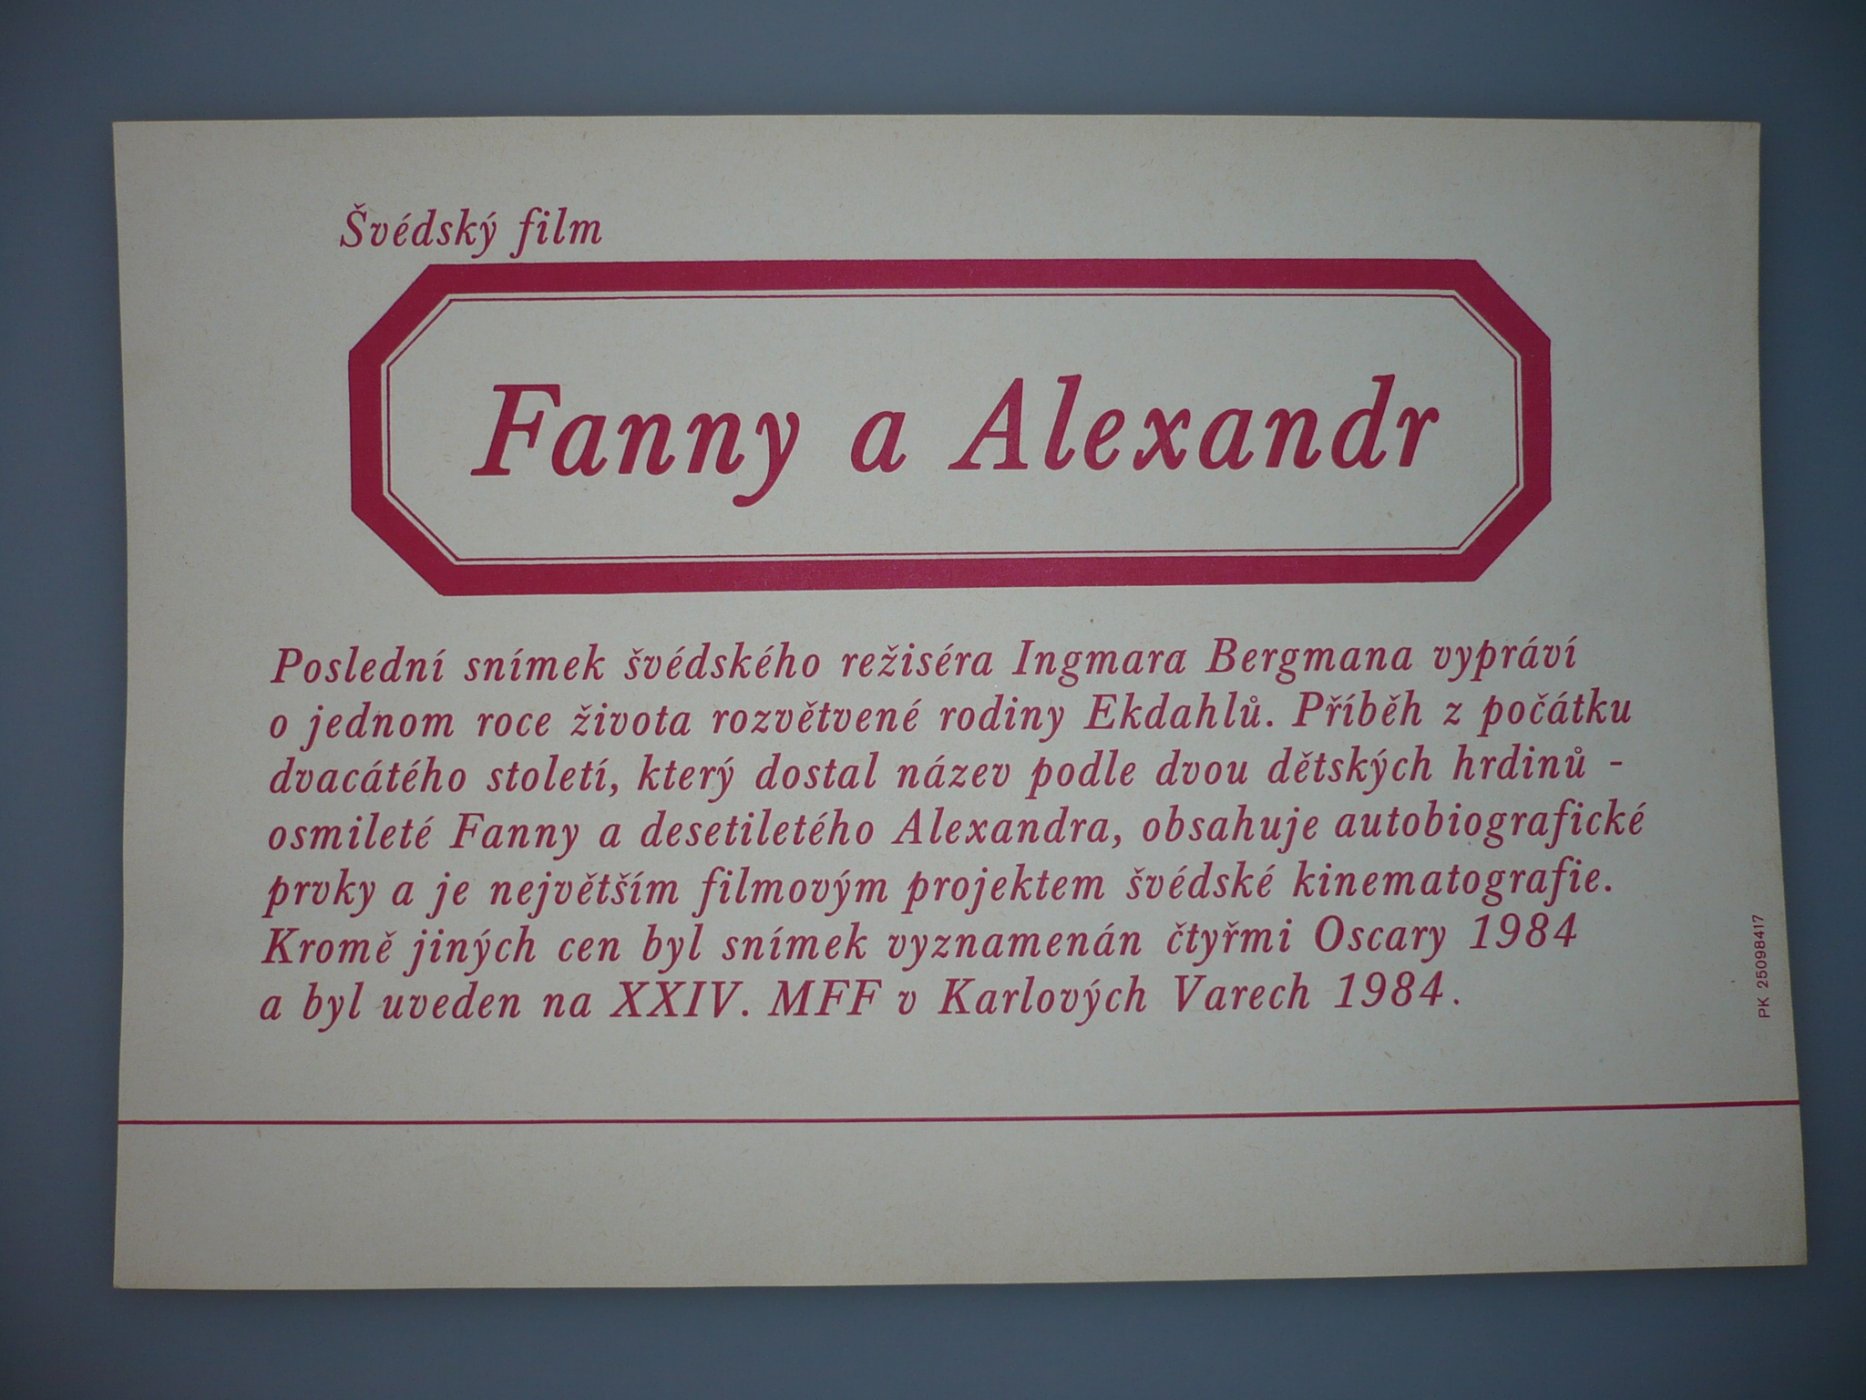 Švédský film
Fanny a Alexandr
Poslední snímek švédského režiséra Ingmara Bergmana vypráví
o jednom roce života rozvětvené rodiny Ekdahlů. Příběh z počátku
dvacátého století, který dostal název podle dvou dětských hrdinů -
osmileté Fanny a desetiletého Alexandra, obsahuje autobiografické
prvky a je největším filmovým projektem švédské kinematografie.
Kromě jiných cen byl snímek vyznamenán čtyřmi Oscary 1984
a byl uveden na XXIV. MFF v Karlových Varech 1984.
PK 25098417